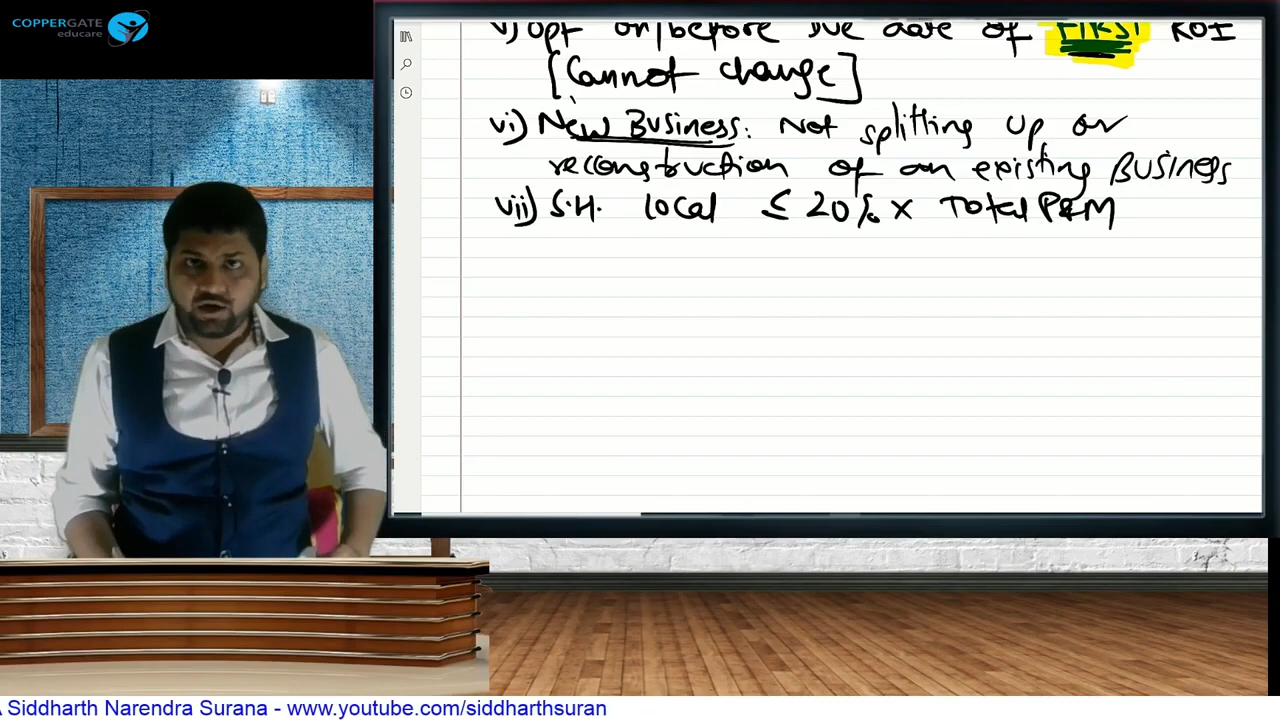 COPPERGATE
educare
v) opt on/before due date of FIRST ROI
[Cannot change]
vi) New Business: Not splitting up or
reconstruction of an existing Business
vii) S.H. local ≤ 20% x Total P&M
Siddharth Narendra Surana - www.youtube.com/siddharthsuran